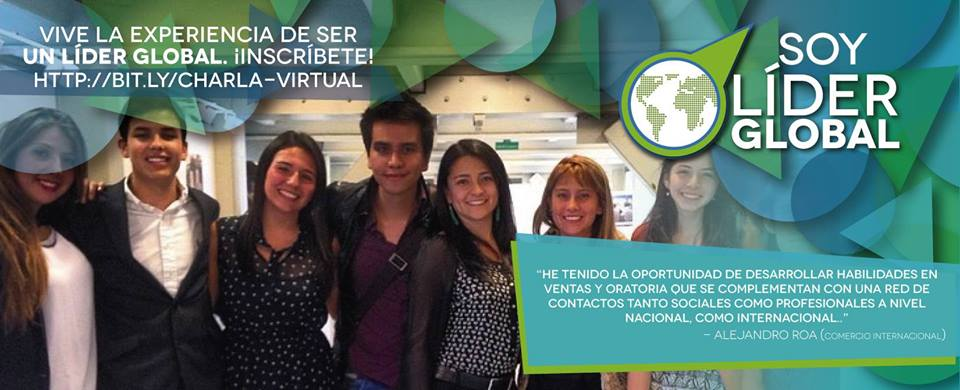 VIVE LA EXPERIENCIA DE SER
UN LÍDER GLOBAL. ¡INSCRÍBETE!
HTTP://BIT.LY/CHARLA-VIRTUAL
SOY
LÍDER
GLOBAL
“HE TENIDO LA OPORTUNIDAD DE DESARROLLAR HABILIDADES EN
VENTAS Y ORATORIA QUE SE COMPLEMENTAN CON UNA RED DE
CONTACTOS TANTO SOCIALES COMO PROFESIONALES A NIVEL
NACIONAL, COMO INTERNACIONAL..”
– ALEJANDRO ROA (COMERCIO INTERNACIONAL)